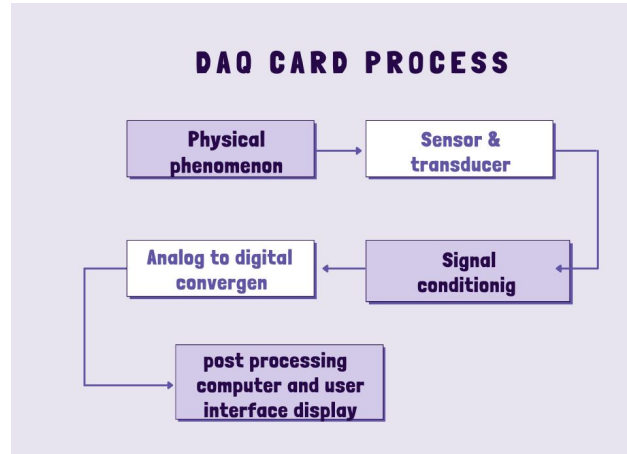 DAQ CARD PROCESS
Physical
phenomenon
Sensor &
transducer
Signal
conditionig
Analog to digital
convergen
post processing
computer and user
interface display